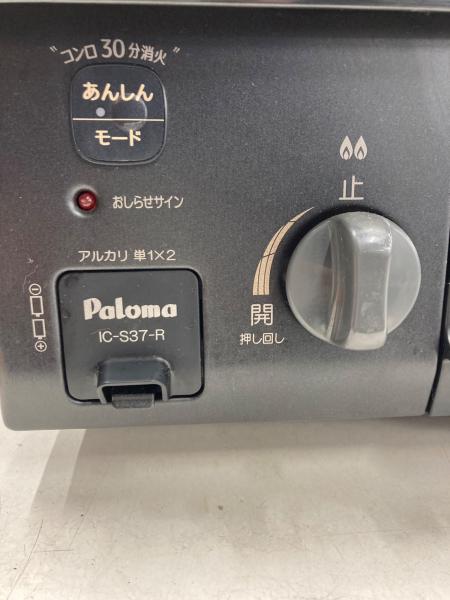 "コンロ30分消火"
あんしん
モード
おしらせサイン
アルカリ 単1×2
Paloma
IC-S37-R
止
開
押し回し